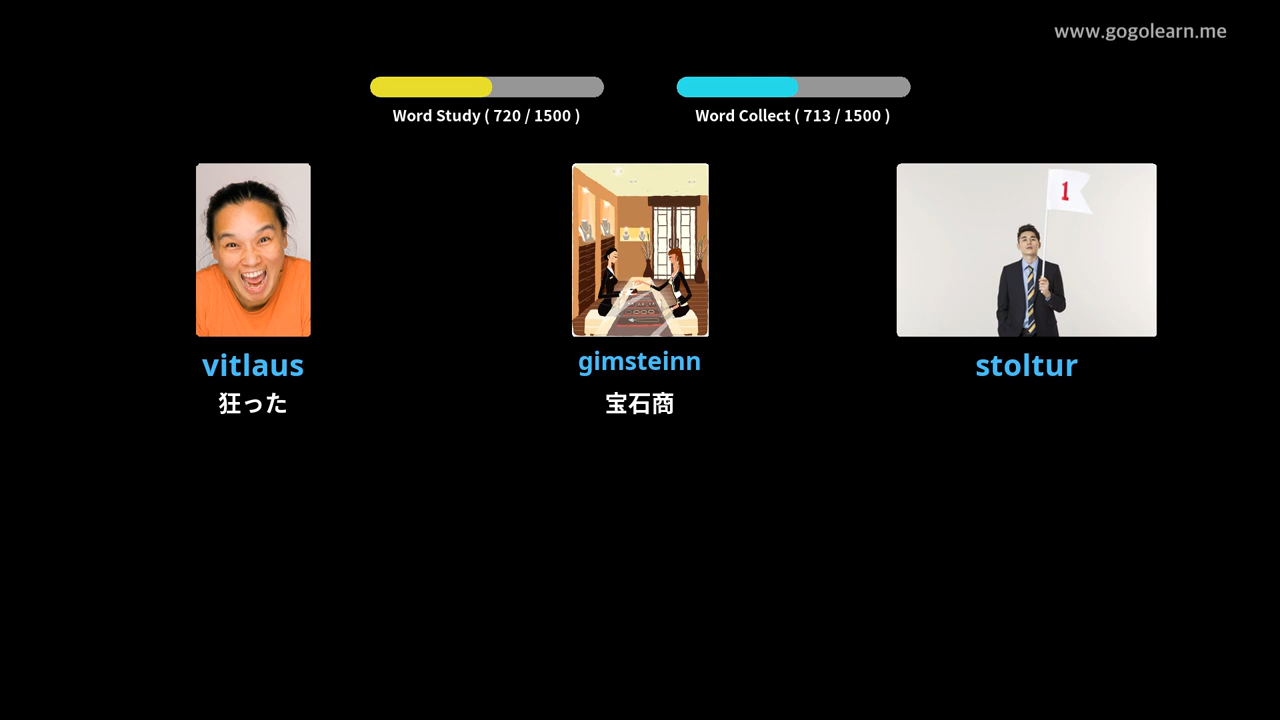 www.gogolearn.me
Word Study ( 720 / 1500 )
Word Collect ( 713 / 1500 )
1
vitlaus
gimsteinn
stoltur
狂った
宝石商